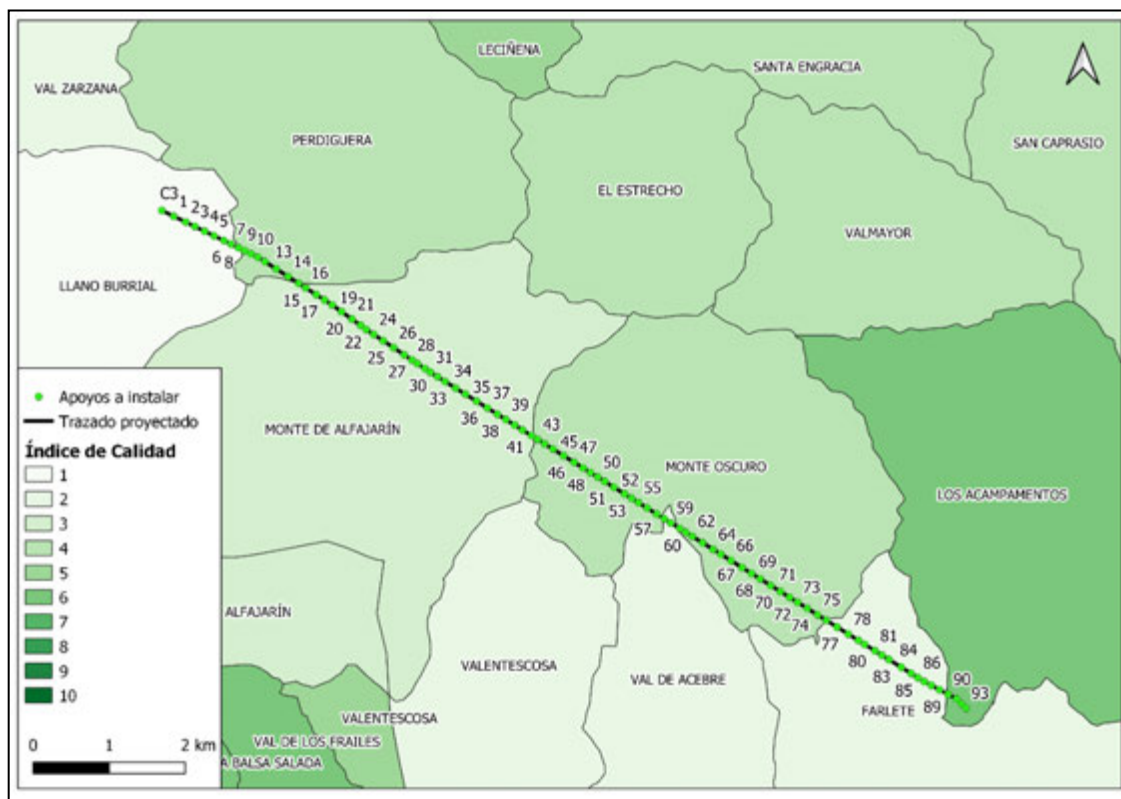 LECIÑENA
SANTA ENGRACIA
VAL ZARZANA
PERDIGUERA
SAN CAPRASIO
EL ESTRECHO
VALMAYOR
C3 1 2 3 4 5
6 8
7 9 10
13 14 16
15 17
LLANO BURRIAL
19 21
20 22
24 26 28
25 27
31 34
30 33
35 37 39
36 38
41
MONTE DE ALFAJARÍN
43
45 47
46 48
50
51 53
52 55
MONTE OSCURO
LOS ACAMPAMENTOS
57
59
60
62 64 66
67 68 70
69 71
72 74
73 75
77
78
80
81 84 86
83 85
89
90 93
ALFAJARÍN
VALENTESCOSA
VAL DE ACEBRE
FARLETE
VALENTESCOSA
VAL DE LOS FRAILES
A BALSA SALADA
Apoyos a instalar
Trazado proyectado
Índice de Calidad
1
2
3
4
5
6
7
8
9
10
0 1 2 km